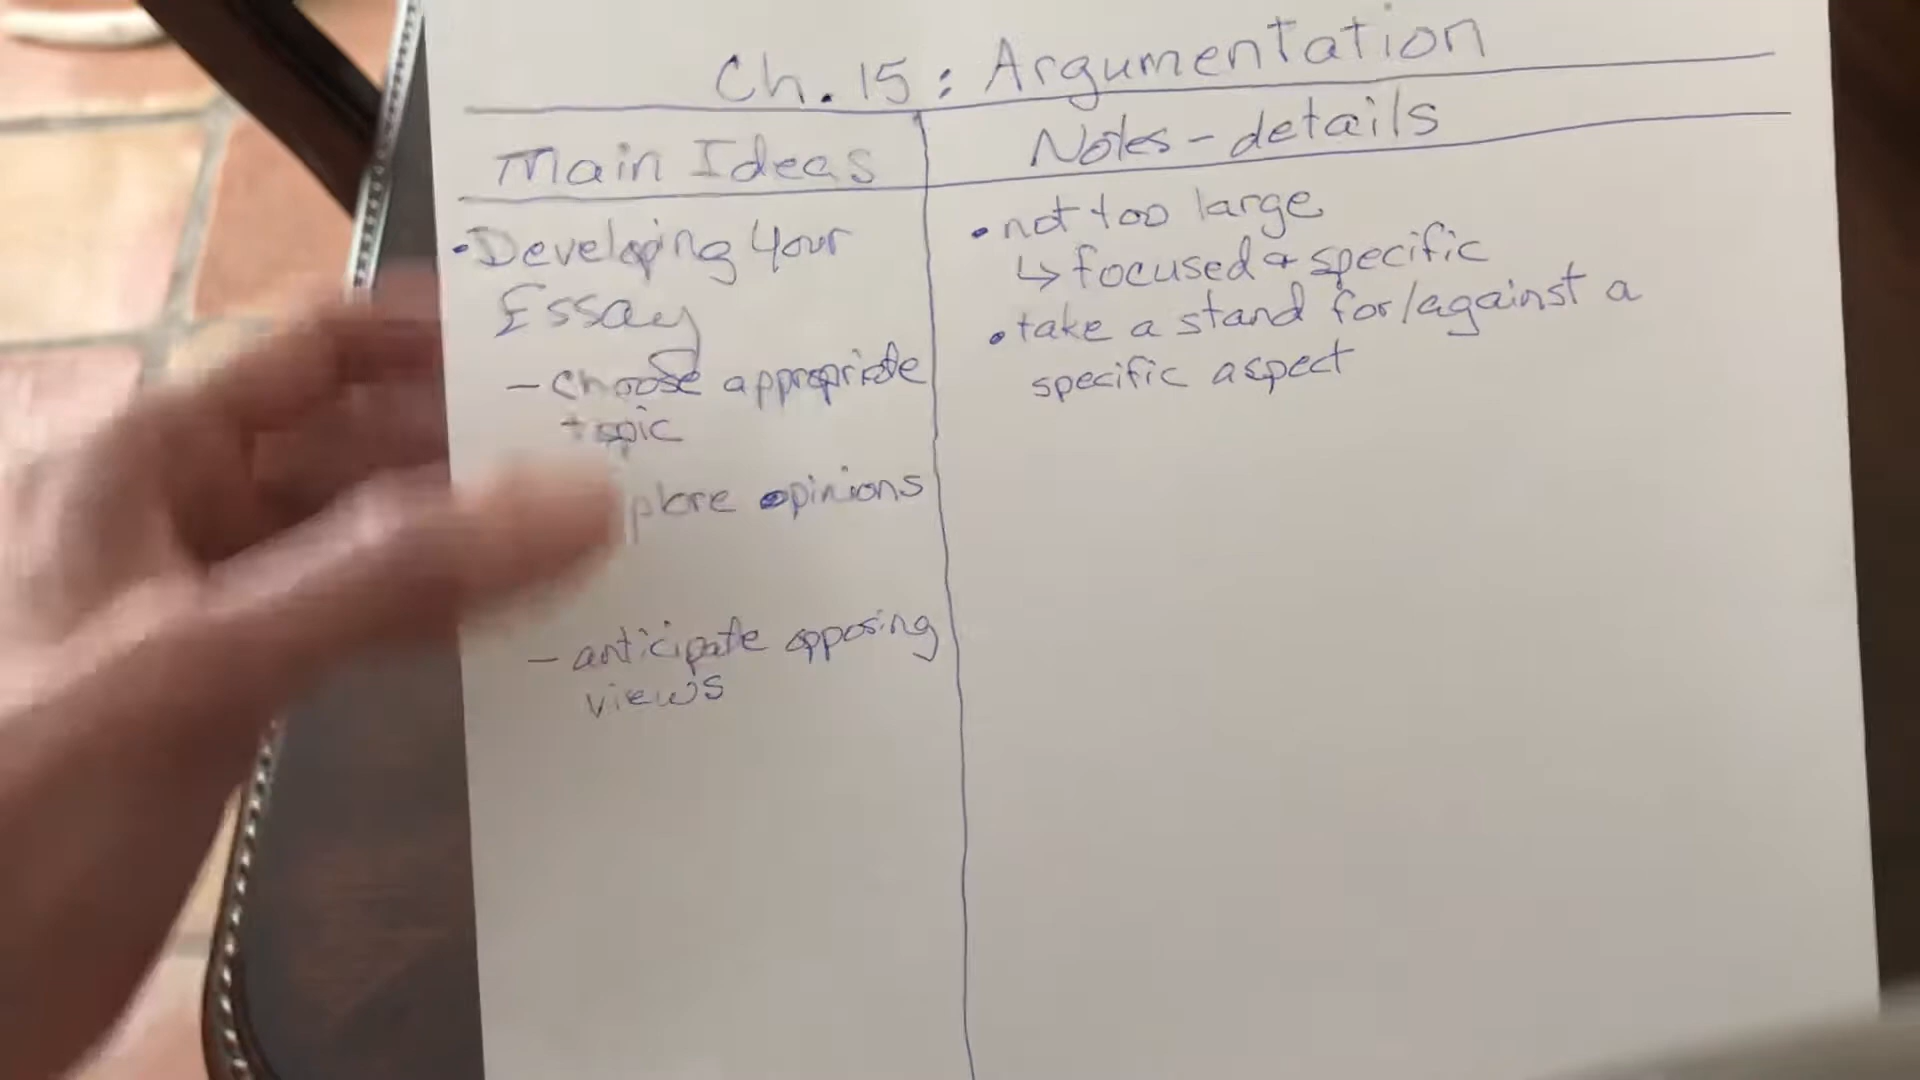 Ch. 15: Argumentation
Main Ideas
Notes - details
• Developing Your
Essay
- choose appropriate
topic
plore opinions
- anticipate opposing
views
• not too large
↳ focused & specific
• take a stand for/against a
specific aspect